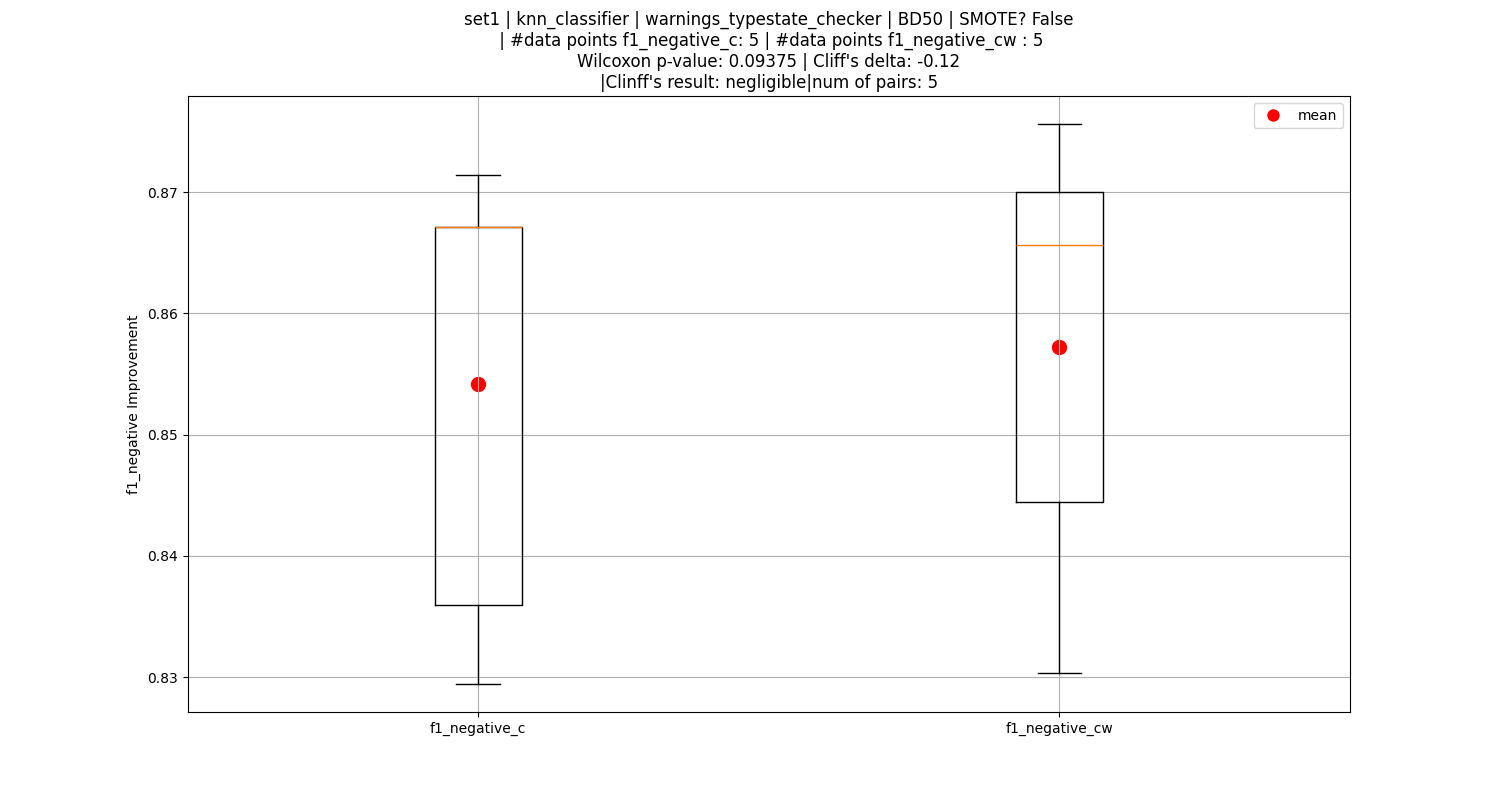 set1 | knn_classifier | warnings_typestate_checker | BD50 | SMOTE? False
| #data points f1_negative_c: 5 | #data points f1_negative_cw : 5
Wilcoxon p-value: 0.09375 | Cliff's delta: -0.12
|Clinff's result: negligible|num of pairs: 5
mean
0.87
0.86
0.85
0.84
0.83
f1_negative Improvement
f1_negative_c
f1_negative_cw